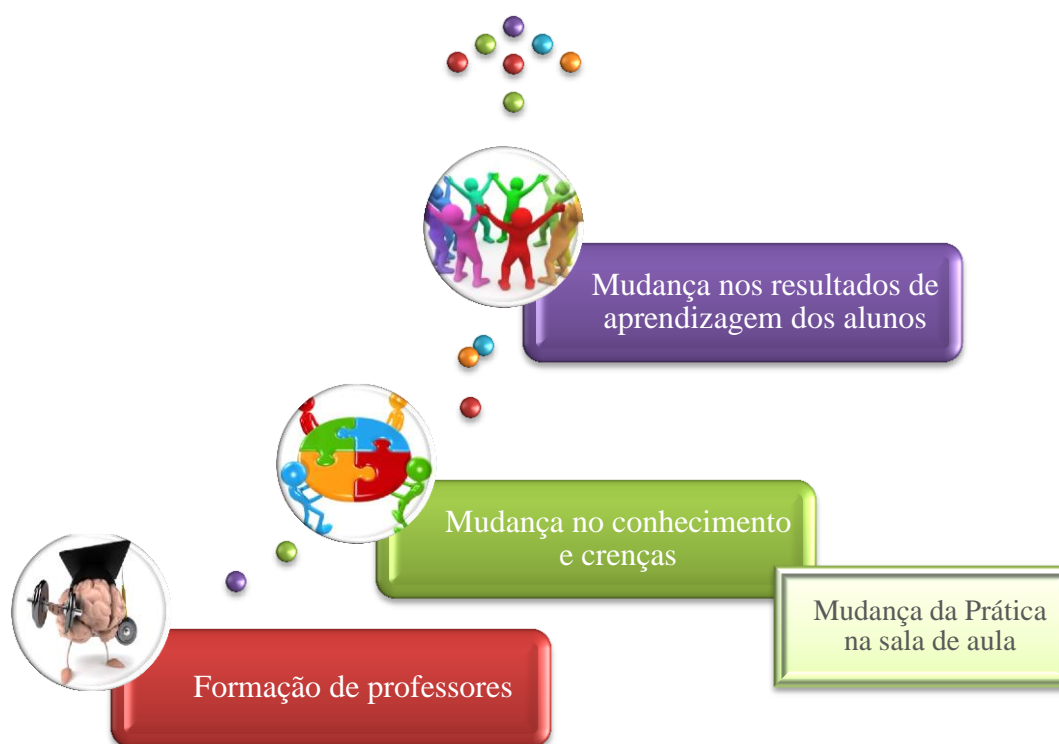 Mudança nos resultados de
aprendizagem dos alunos
Mudança no conhecimento
e crenças
Mudança da Prática
na sala de aula
Formação de professores